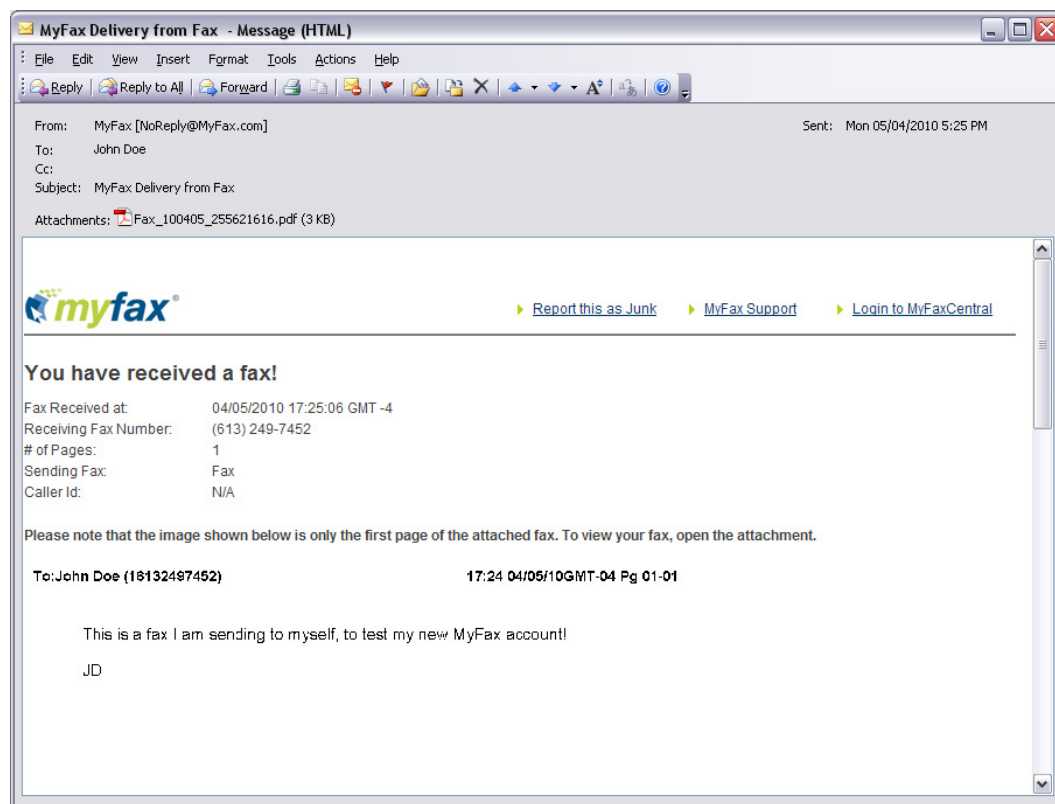 MyFax Delivery from Fax - Message (HTML)
File Edit View Insert Format Tools Actions Help
Reply Reply to All Forward
From: MyFax [NoReply@MyFax.com] Sent: Mon 05/04/2010 5:25 PM
To: John Doe
Cc:
Subject: MyFax Delivery from Fax
Attachments: Fax_100405_255621616.pdf (3 KB)
myfax®
Report this as Junk MyFax Support Login to MyFaxCentral
You have received a fax!
Fax Received at: 04/05/2010 17:25:06 GMT -4
Receiving Fax Number: (613) 249-7452
# of Pages: 1
Sending Fax: Fax
Caller Id: N/A
Please note that the image shown below is only the first page of the attached fax. To view your fax, open the attachment.
To:John Doe (16132497452) 17:24 04/05/10GMT-04 Pg 01-01
This is a fax I am sending to myself, to test my new MyFax account!
JD